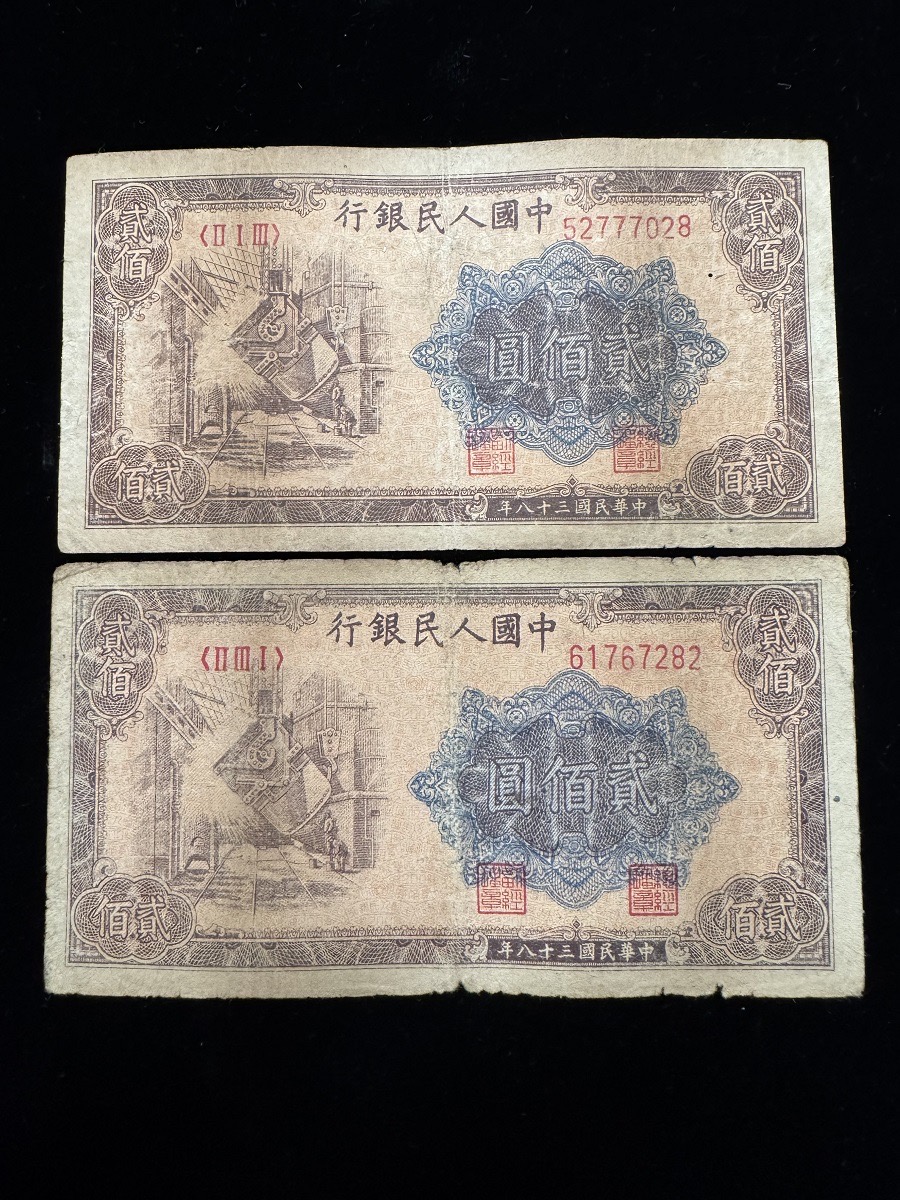 中國人民銀行
〈ⅡⅠⅢ〉
52777028
貳佰
貳佰
貳佰圓
貳佰
貳佰
中華民國三十八年
中國人民銀行
〈ⅡⅢⅠ〉
61767282
貳佰
貳佰
貳佰圓
貳佰
貳佰
中華民國三十八年